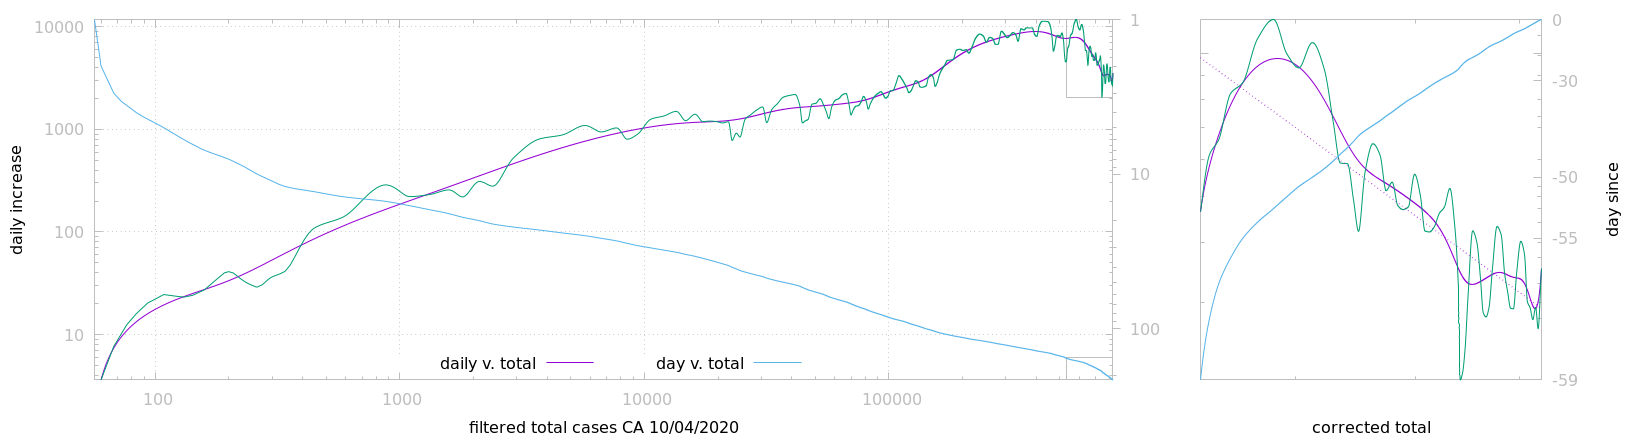 10000
1000
100
10
daily increase
100
1000
10000
100000
filtered total cases CA 10/04/2020
daily v. total
day v. total
1
10
100
0
-30
-50
-55
-59
day since
corrected total